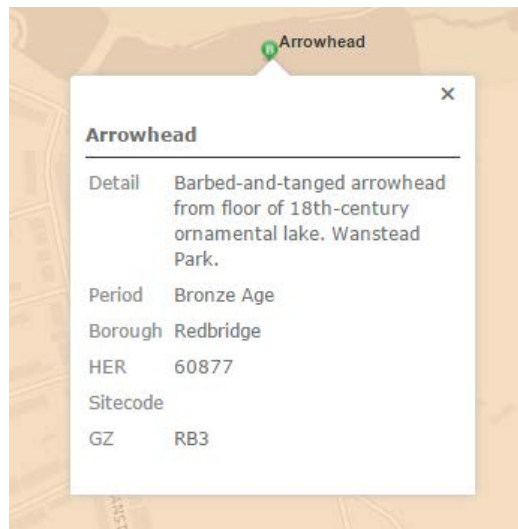 Arrowhead
×
Arrowhead
Detail Barbed-and-tanged arrowhead
from floor of 18th-century
ornamental lake. Wanstead
Park.
Period Bronze Age
Borough Redbridge
HER 60877
Sitecode
GZ RB3